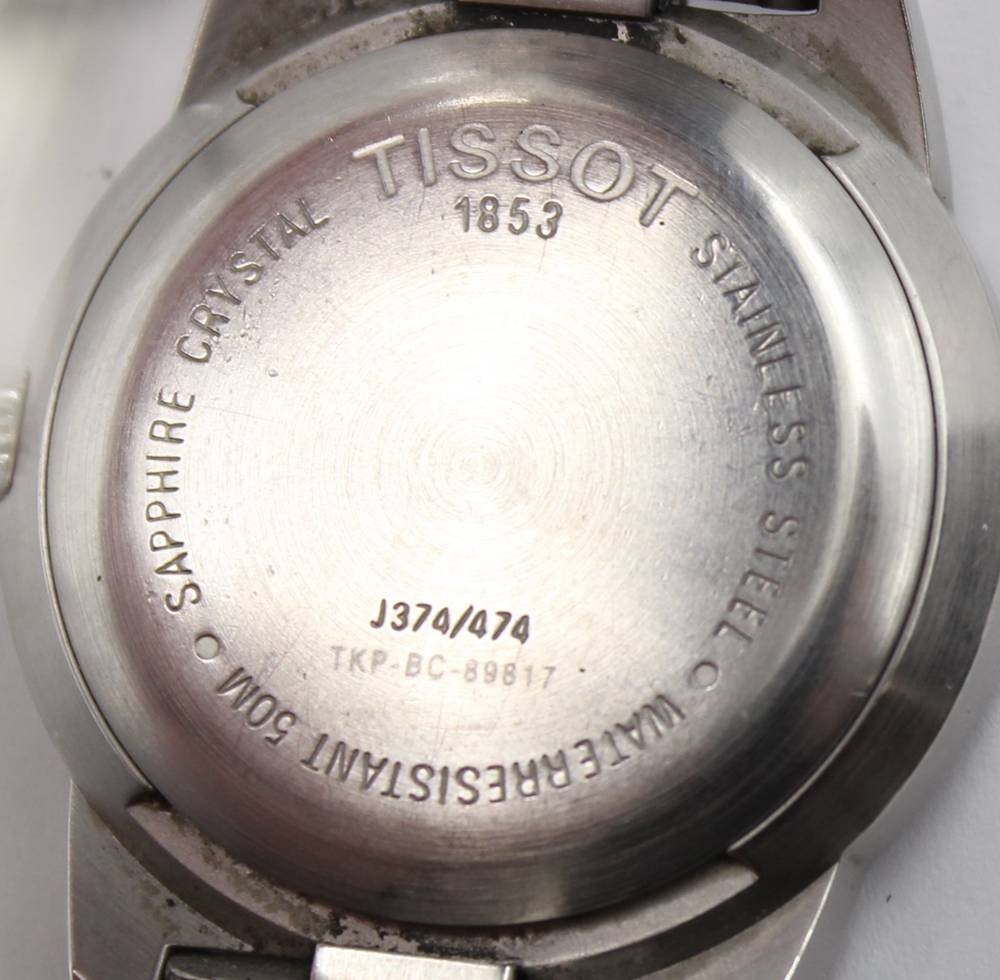 TISSOT
1853
STAINLESS STEEL
WATERRESISTANT 50M
SAPPHIRE CRYSTAL
J374/474
TKP-BC-89817